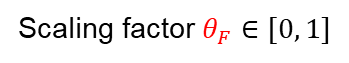 Scaling factor θ_F ∈ [0, 1]